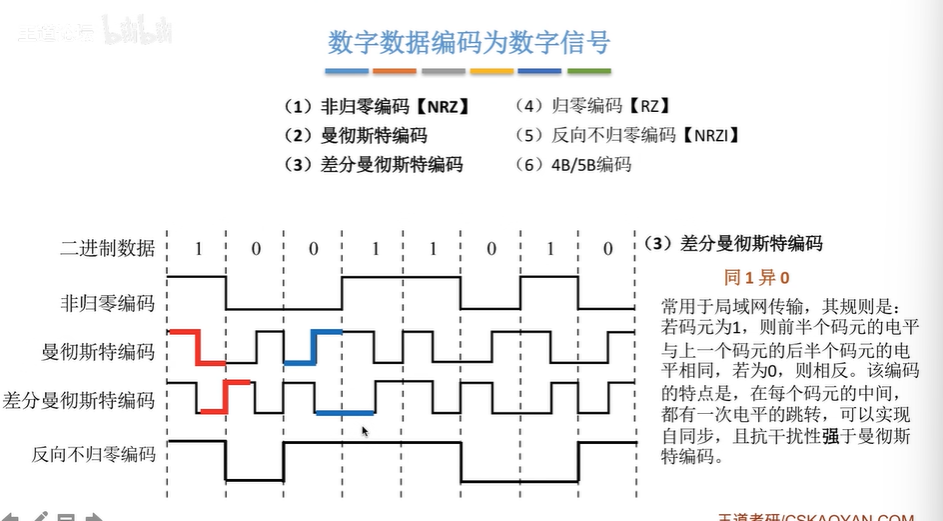 bilibili
数字数据编码为数字信号
（1）非归零编码【NRZ】
（2）曼彻斯特编码
（3）差分曼彻斯特编码
（4）归零编码【RZ】
（5）反向不归零编码【NRZI】
（6）4B/5B编码
二进制数据 1 0 0 1 1 0 1 0
非归零编码
曼彻斯特编码
差分曼彻斯特编码
反向不归零编码
（3）差分曼彻斯特编码
同1异0
常用于局域网传输，其规则是：
若码元为1，则前半个码元的电平
与上一个码元的后半个码元的电
平相同，若为0，则相反。该编码
的特点是，在每个码元的中间，
都有一次电平的跳转，可以实现
自同步，且抗干扰性强于曼彻斯
特编码。
王道考研/CSKAOYAN.COM